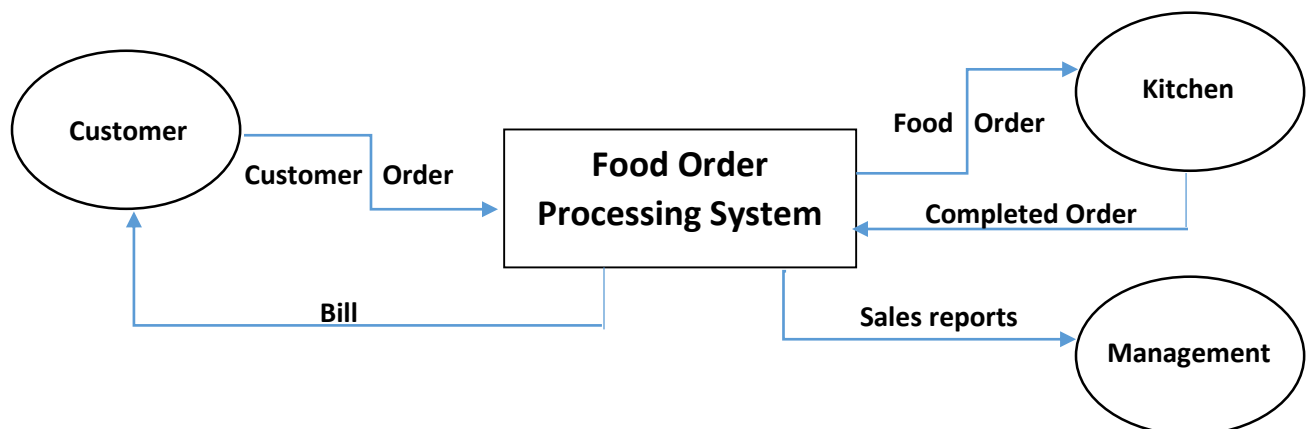 Customer
Customer Order
Food Order
Processing System
Food Order
Kitchen
Completed Order
Bill
Sales reports
Management